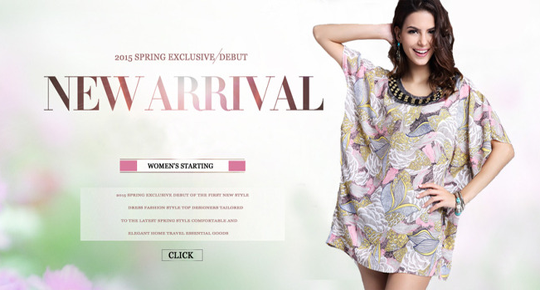 2015 SPRING EXCLUSIVE/DEBUT
NEW ARRIVAL
WOMEN'S STARTING
2015 SPRING EXCLUSIVE DEBUT OF THE FIRST NEW STYLE
DRESS FASHION STYLE TOP DESIGNERS TAILORED
TO THE LATEST SPRING STYLE COMFORTABLE AND
ELEGANT HOME TRAVEL ESSENTIAL GOODS
CLICK